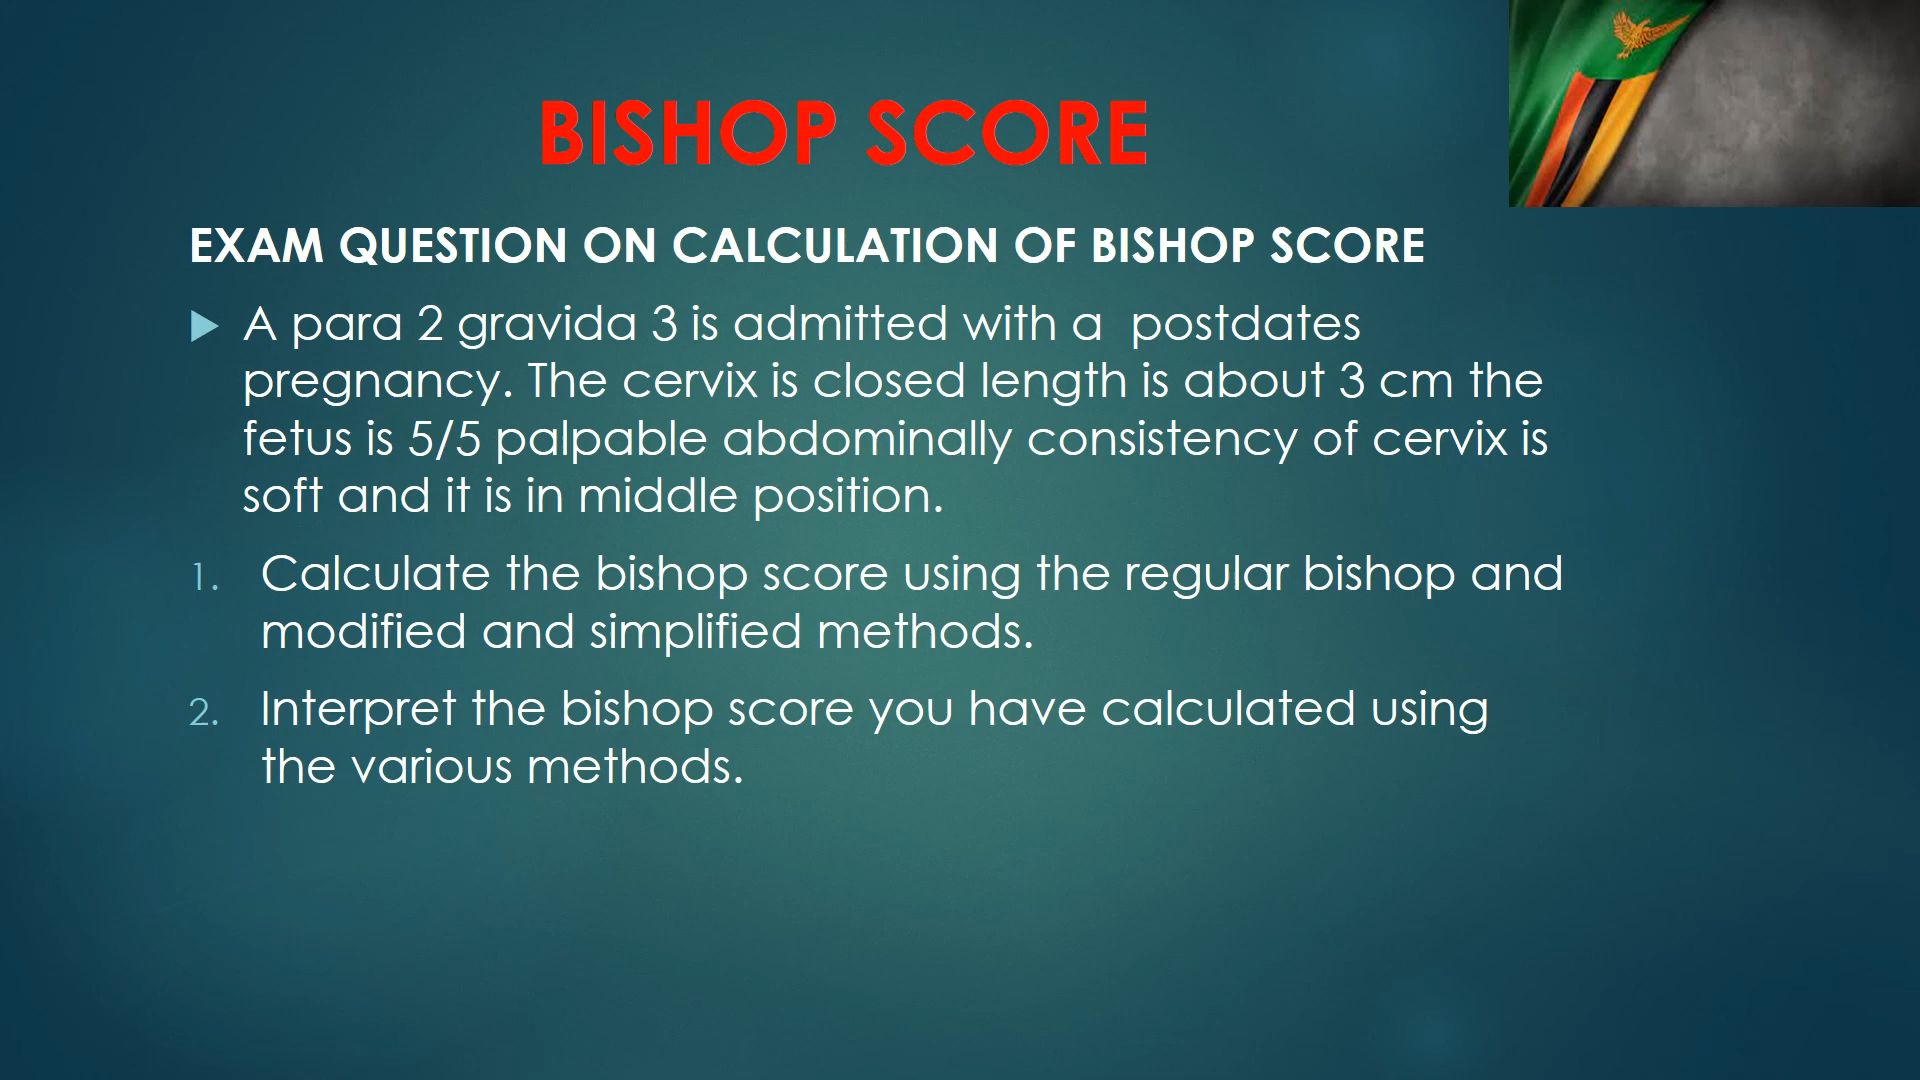 BISHOP SCORE
EXAM QUESTION ON CALCULATION OF BISHOP SCORE
A para 2 gravida 3 is admitted with a  postdates
pregnancy. The cervix is closed length is about 3 cm the
fetus is 5/5 palpable abdominally consistency of cervix is
soft and it is in middle position.
1. Calculate the bishop score using the regular bishop and
modified and simplified methods.
2. Interpret the bishop score you have calculated using
the various methods.